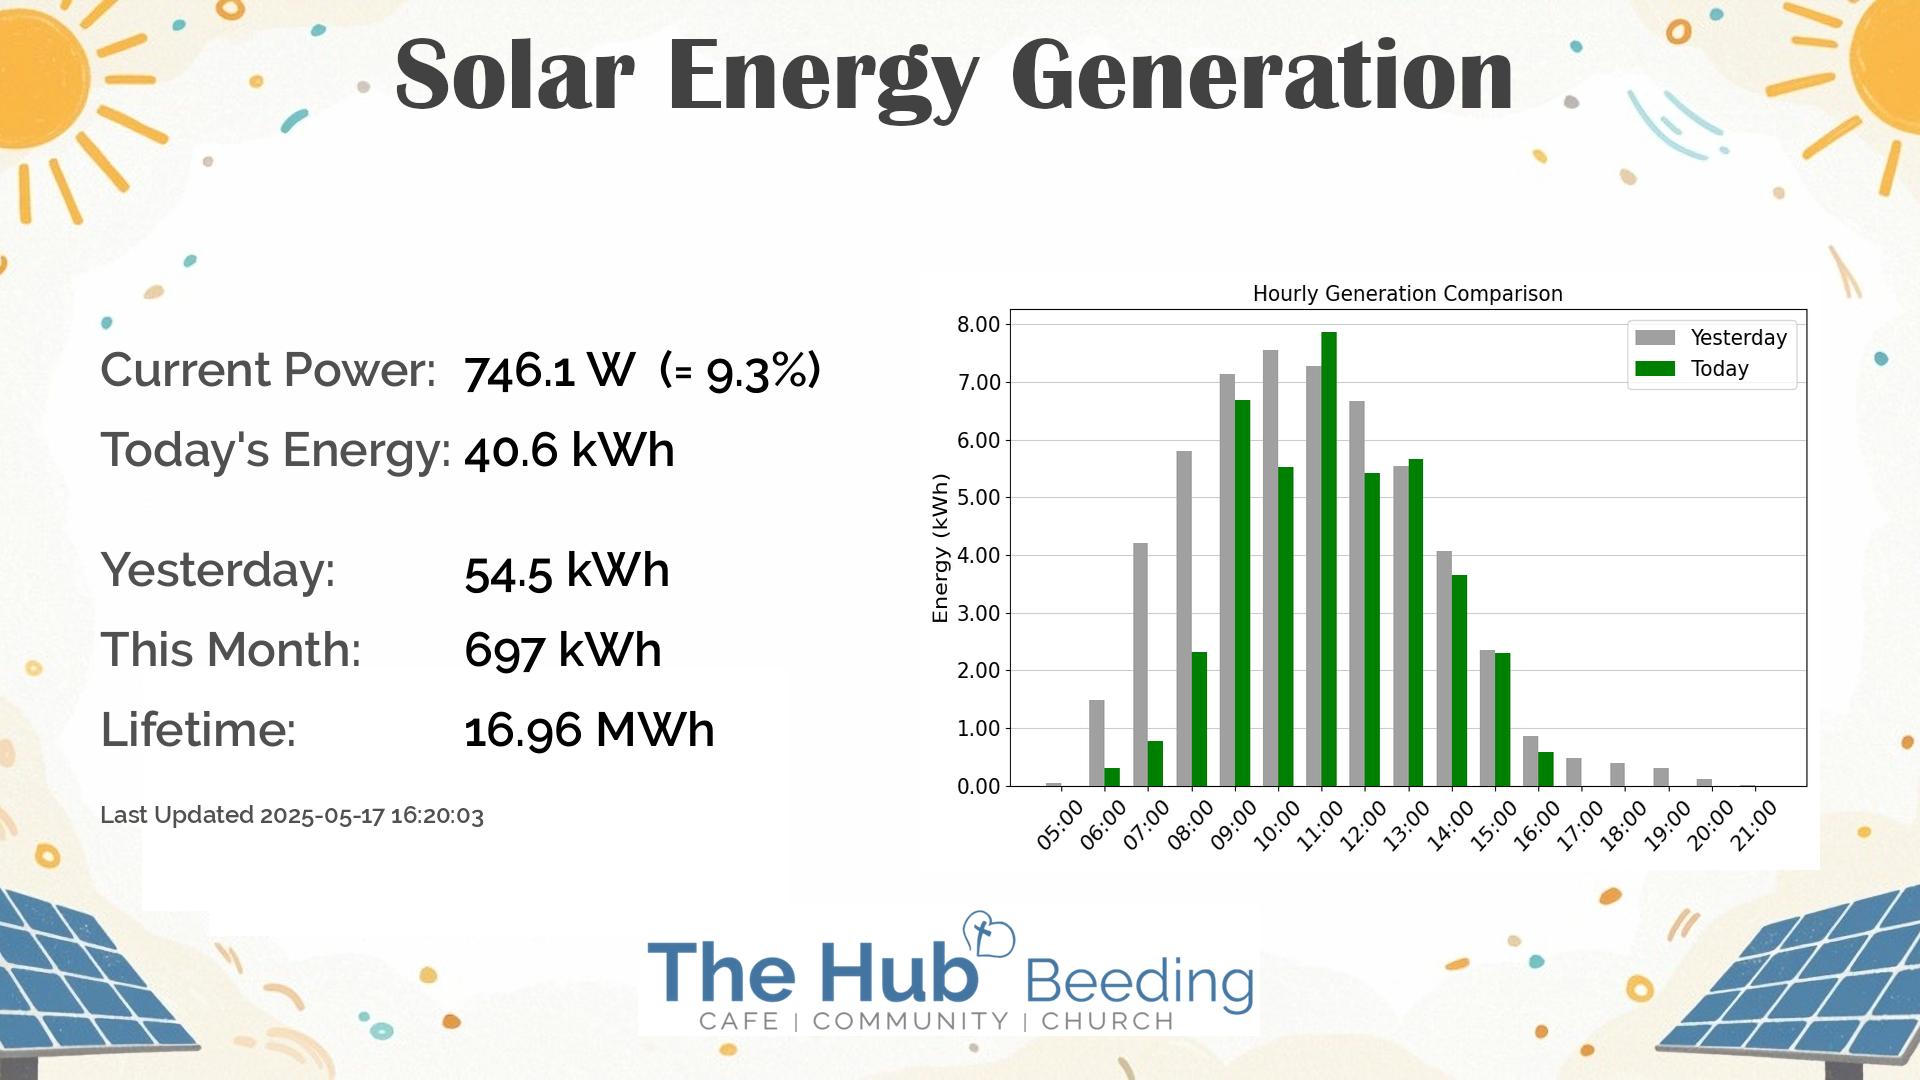 Solar Energy Generation
Current Power: 746.1 W (= 9.3%)
Today's Energy: 40.6 kWh
Yesterday: 54.5 kWh
This Month: 697 kWh
Lifetime: 16.96 MWh
Last Updated 2025-05-17 16:20:03
Hourly Generation Comparison
Yesterday
Today
Energy (kWh)
8.00
7.00
6.00
5.00
4.00
3.00
2.00
1.00
0.00
05:00 06:00 07:00 08:00 09:00 10:00 11:00 12:00 13:00 14:00 15:00 16:00 17:00 18:00 19:00 20:00 21:00
The Hub Beeding
CAFE | COMMUNITY | CHURCH